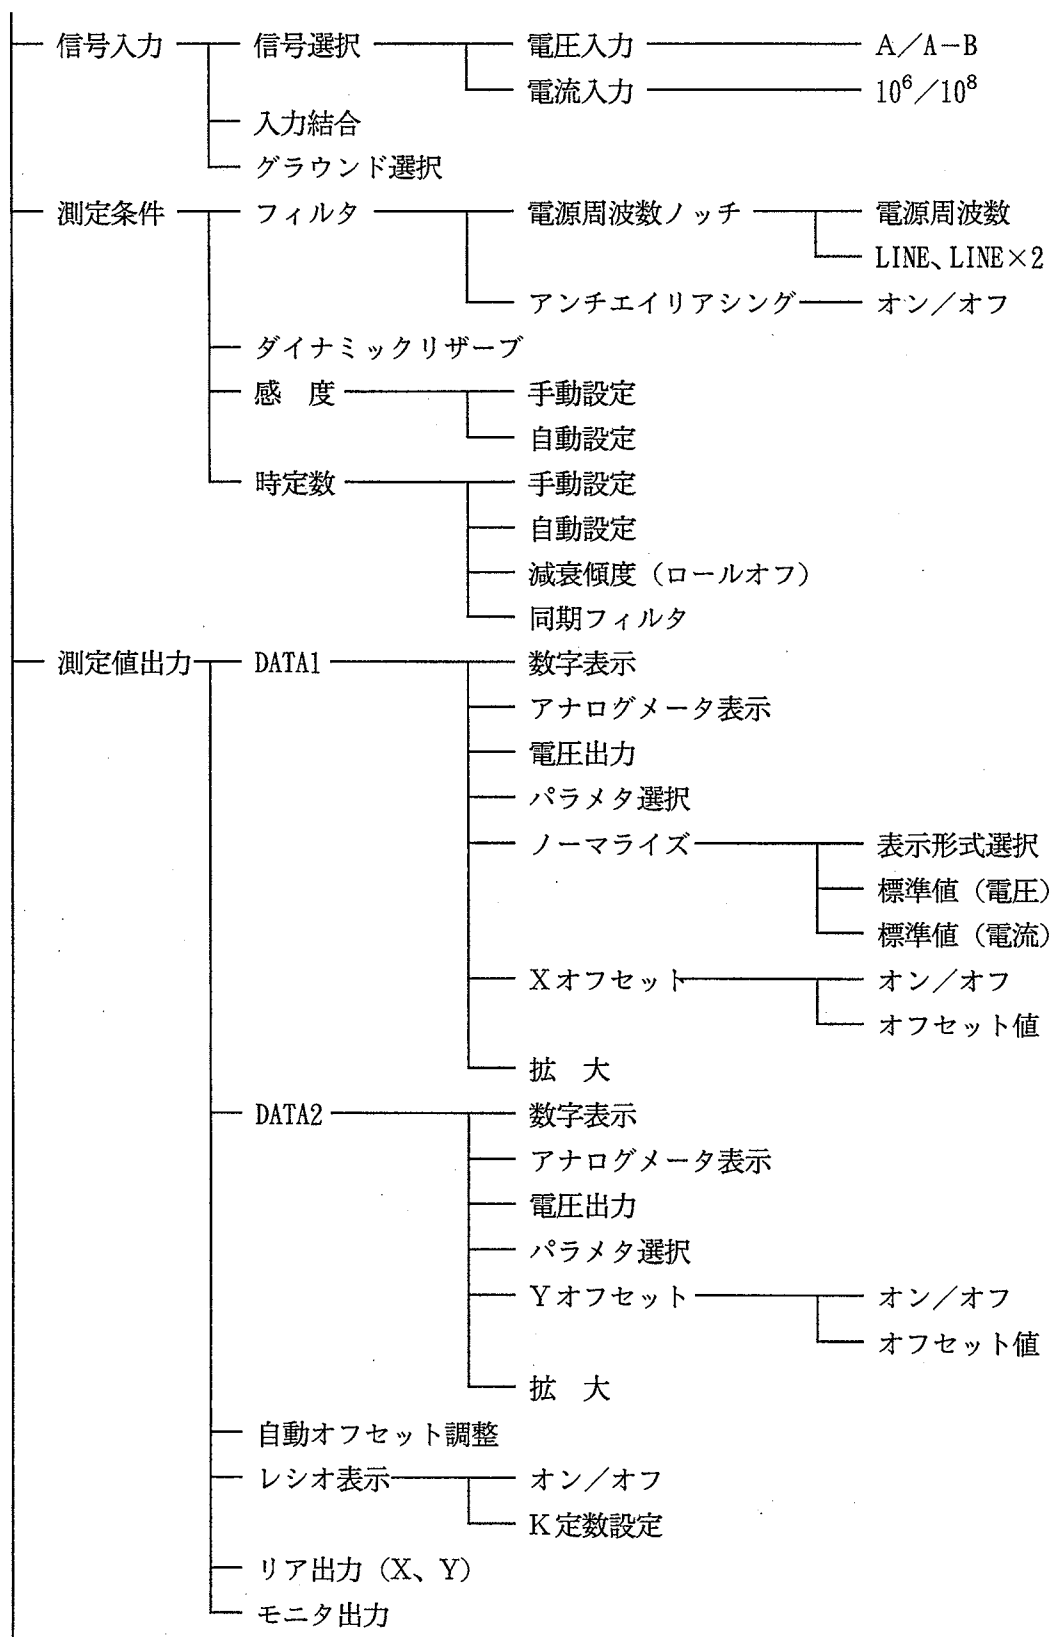 信号入力 信号選択 電圧入力 A／A－B
電流入力 10⁶／10⁸
入力結合
グラウンド選択
測定条件 フィルタ 電源周波数ノッチ 電源周波数
LINE、LINE×2
アンチエイリアシング オン／オフ
ダイナミックリザーブ
感　度 手動設定
自動設定
時定数 手動設定
自動設定
減衰傾度（ロールオフ）
同期フィルタ
測定値出力 DATA1 数字表示
アナログメータ表示
電圧出力
パラメタ選択
ノーマライズ 表示形式選択
標準値（電圧）
標準値（電流）
Xオフセット オン／オフ
オフセット値
拡　大
DATA2 数字表示
アナログメータ表示
電圧出力
パラメタ選択
Yオフセット オン／オフ
オフセット値
拡　大
自動オフセット調整
レシオ表示 オン／オフ
K定数設定
リア出力（X、Y）
モニタ出力